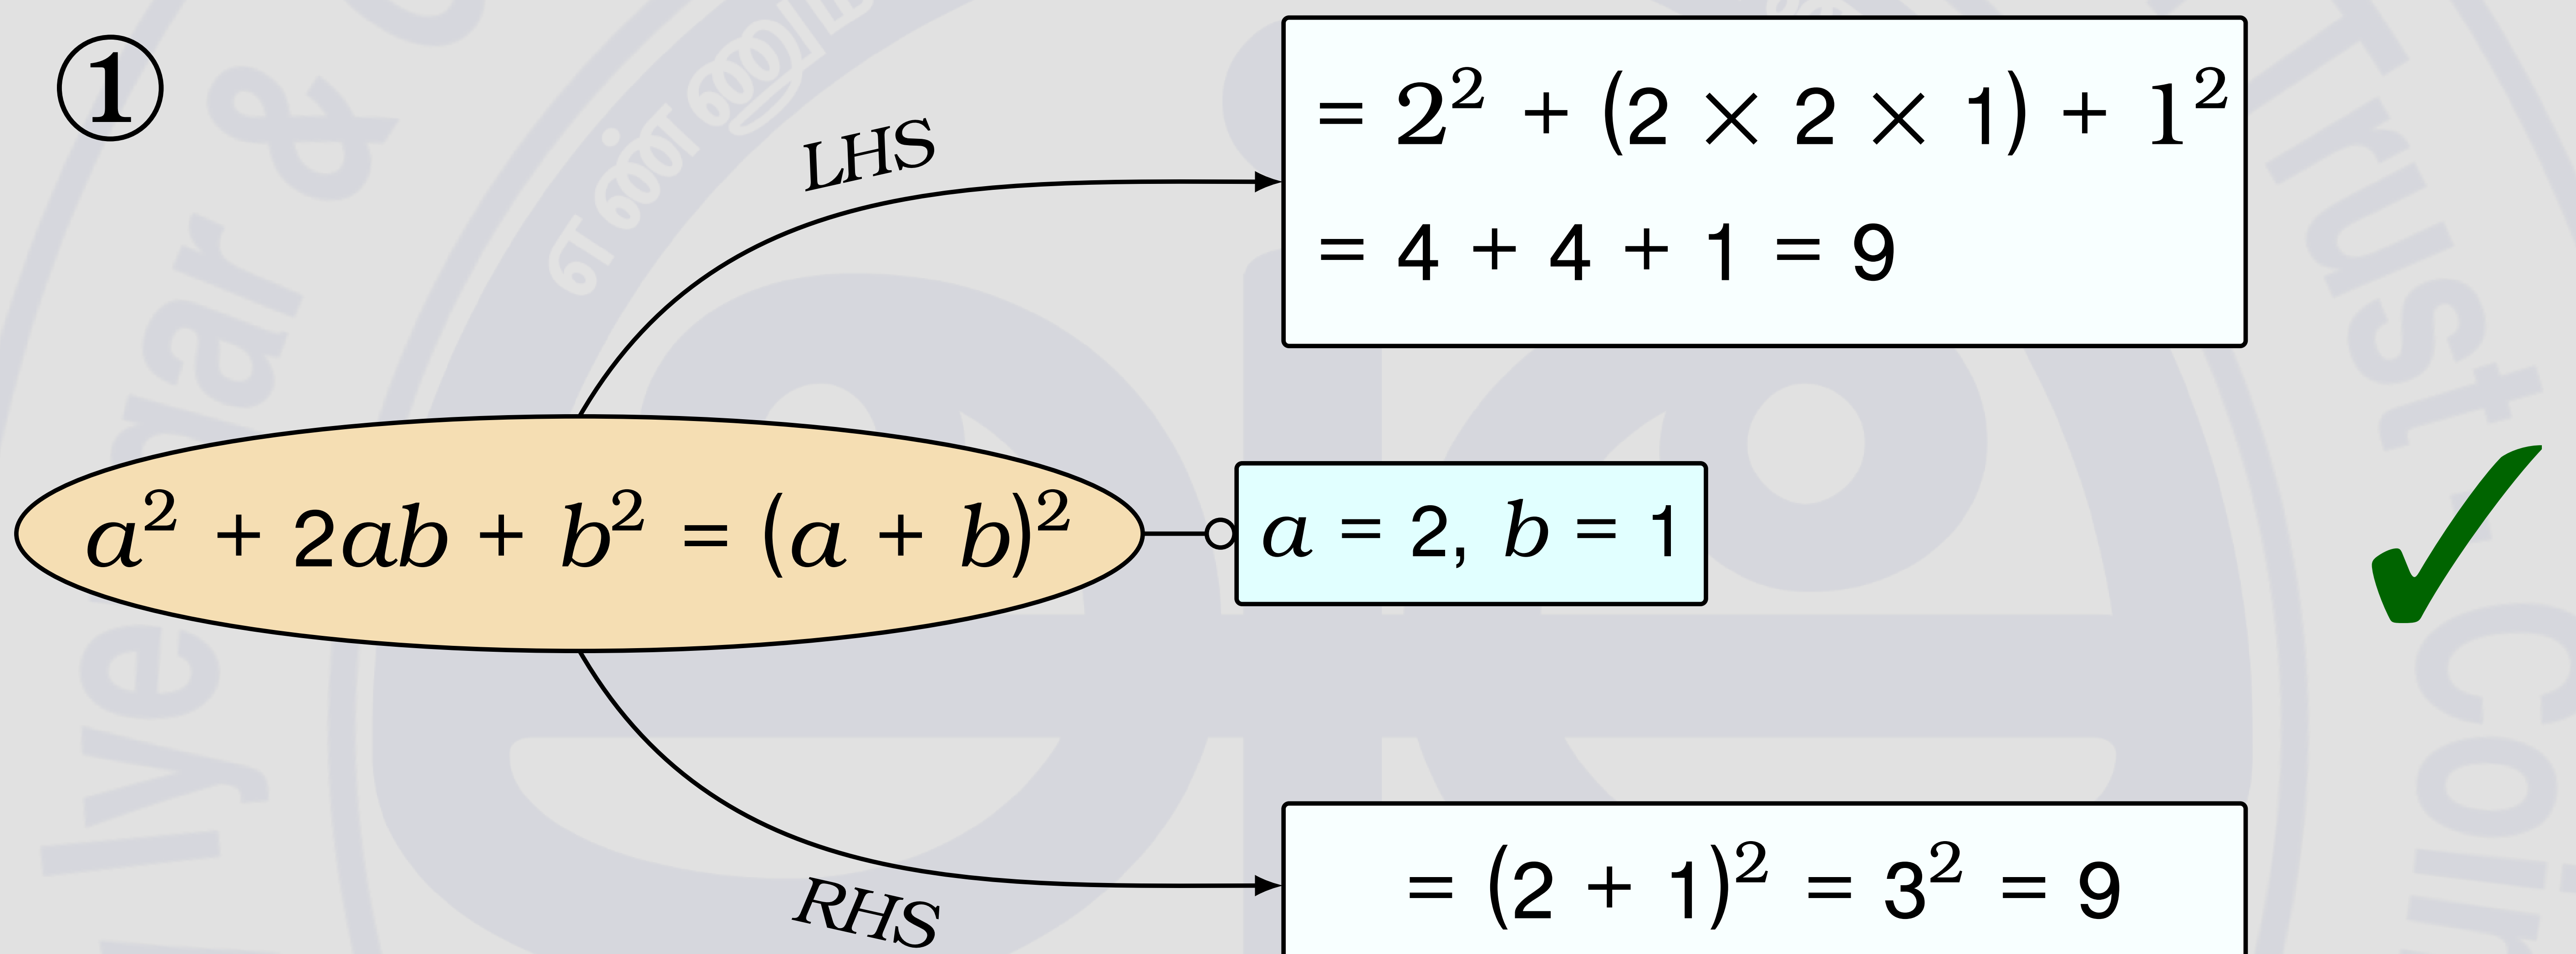 ①
LHS
= 2² + (2 × 2 × 1) + 1²
= 4 + 4 + 1 = 9
a² + 2ab + b² = (a + b)²
a = 2, b = 1
✓
RHS
= (2 + 1)² = 3² = 9
Trust